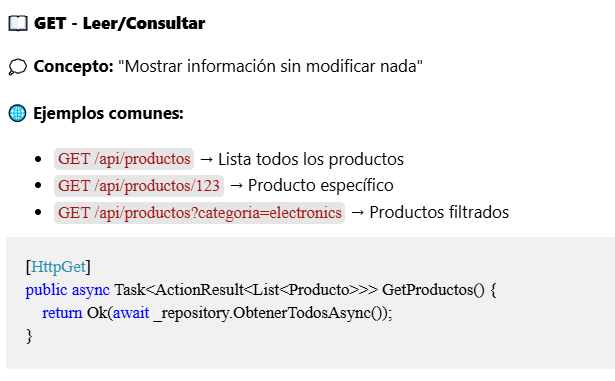 📖 GET - Leer/Consultar
💭 Concepto: "Mostrar información sin modificar nada"
🌐 Ejemplos comunes:
• GET /api/productos → Lista todos los productos
• GET /api/productos/123 → Producto específico
• GET /api/productos?categoria=electronics → Productos filtrados
[HttpGet]
public async Task<ActionResult<List<Producto>>> GetProductos() {
    return Ok(await _repository.ObtenerTodosAsync());
}